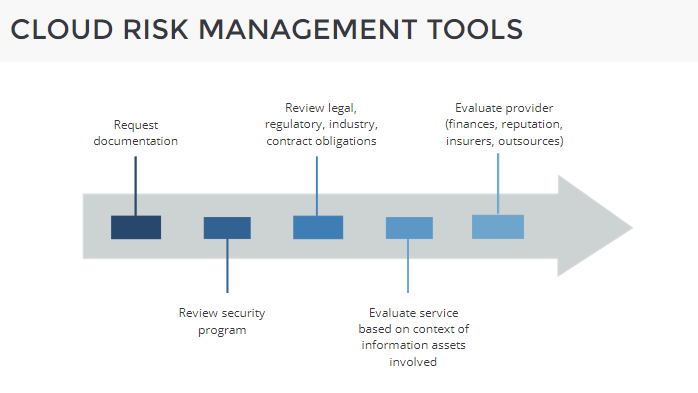 CLOUD RISK MANAGEMENT TOOLS
Request
documentation
Review security
program
Review legal,
regulatory, industry,
contract obligations
Evaluate service
based on context of
information assets
involved
Evaluate provider
(finances, reputation,
insurers, outsources)